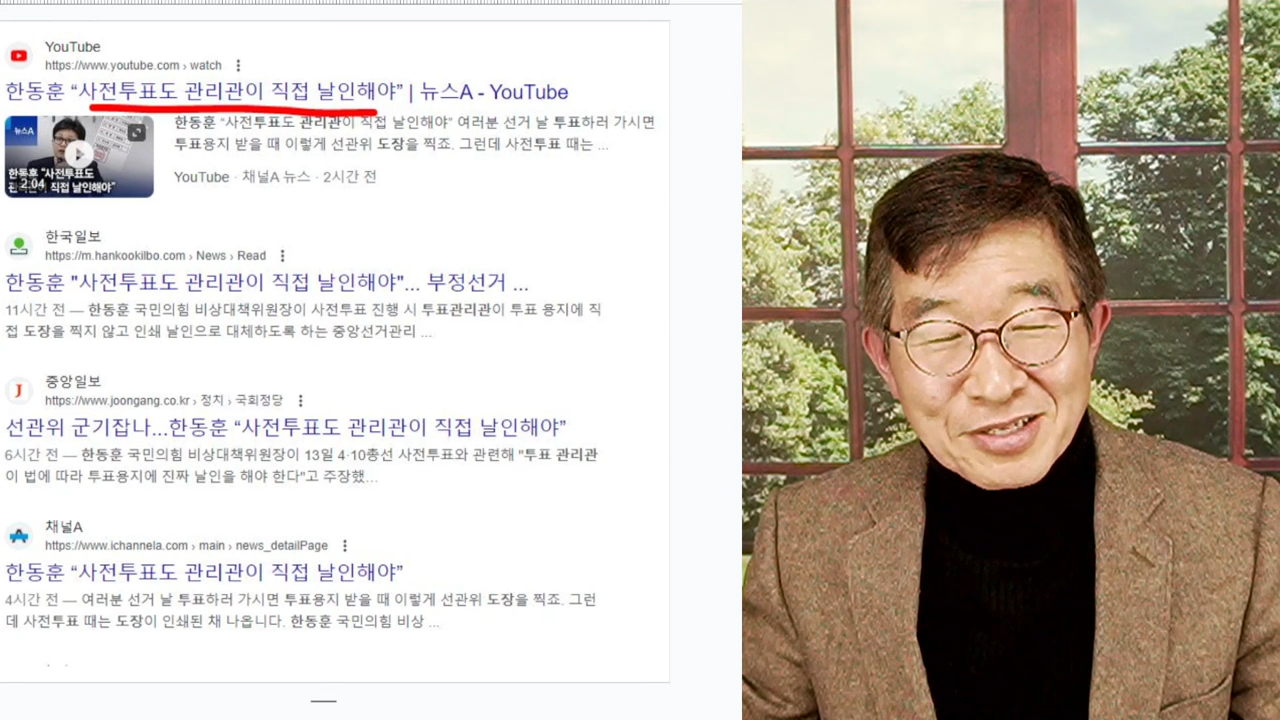 YouTube
https://www.youtube.com › watch
한동훈 “사전투표도 관리관이 직접 날인해야” | 뉴스A - YouTube
뉴스A
한동훈 “사전투표도
관리관이 직접 날인해야”
2:04
한동훈 “사전투표도 관리관이 직접 날인해야” 여러분 선거 날 투표하러 가시면
투표용지 받을 때 이렇게 선관위 도장을 찍죠. 그런데 사전투표 때는 ...
YouTube · 채널A 뉴스 · 2시간 전
한국일보
https://m.hankookilbo.com › News › Read
한동훈 "사전투표도 관리관이 직접 날인해야"... 부정선거 ...
11시간 전 — 한동훈 국민의힘 비상대책위원장이 사전투표 진행 시 투표관리관이 투표 용지에 직
접 도장을 찍지 않고 인쇄 날인으로 대체하도록 하는 중앙선거관리 ...
J
중앙일보
https://www.joongang.co.kr › 정치 › 국회정당
선관위 군기잡나...한동훈 “사전투표도 관리관이 직접 날인해야”
6시간 전 — 한동훈 국민의힘 비상대책위원장이 13일 4·10총선 사전투표와 관련해 "투표 관리관
이 법에 따라 투표용지에 진짜 날인을 해야 한다"고 주장했...
채널A
https://www.ichannela.com › main › news_detailPage
한동훈 “사전투표도 관리관이 직접 날인해야”
4시간 전 — 여러분 선거 날 투표하러 가시면 투표용지 받을 때 이렇게 선관위 도장을 찍죠. 그런
데 사전투표 때는 도장이 인쇄된 채 나옵니다. 한동훈 국민의힘 비상 ...